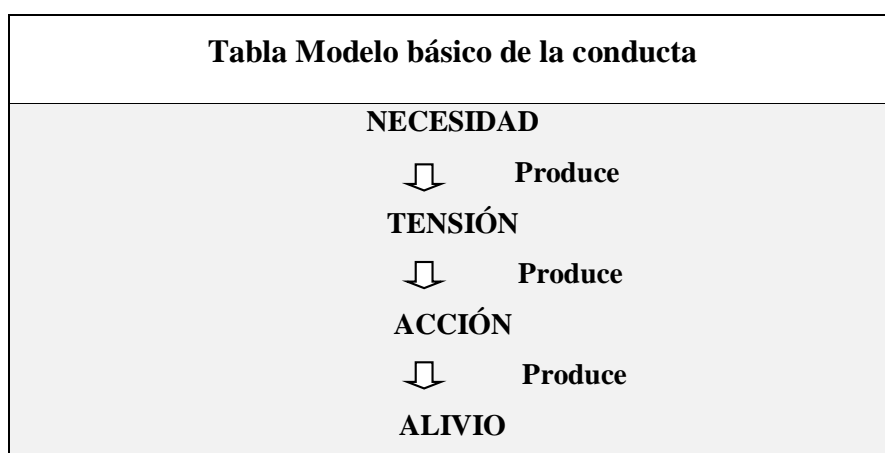 Tabla Modelo básico de la conducta
NECESIDAD
Produce
TENSIÓN
Produce
ACCIÓN
Produce
ALIVIO